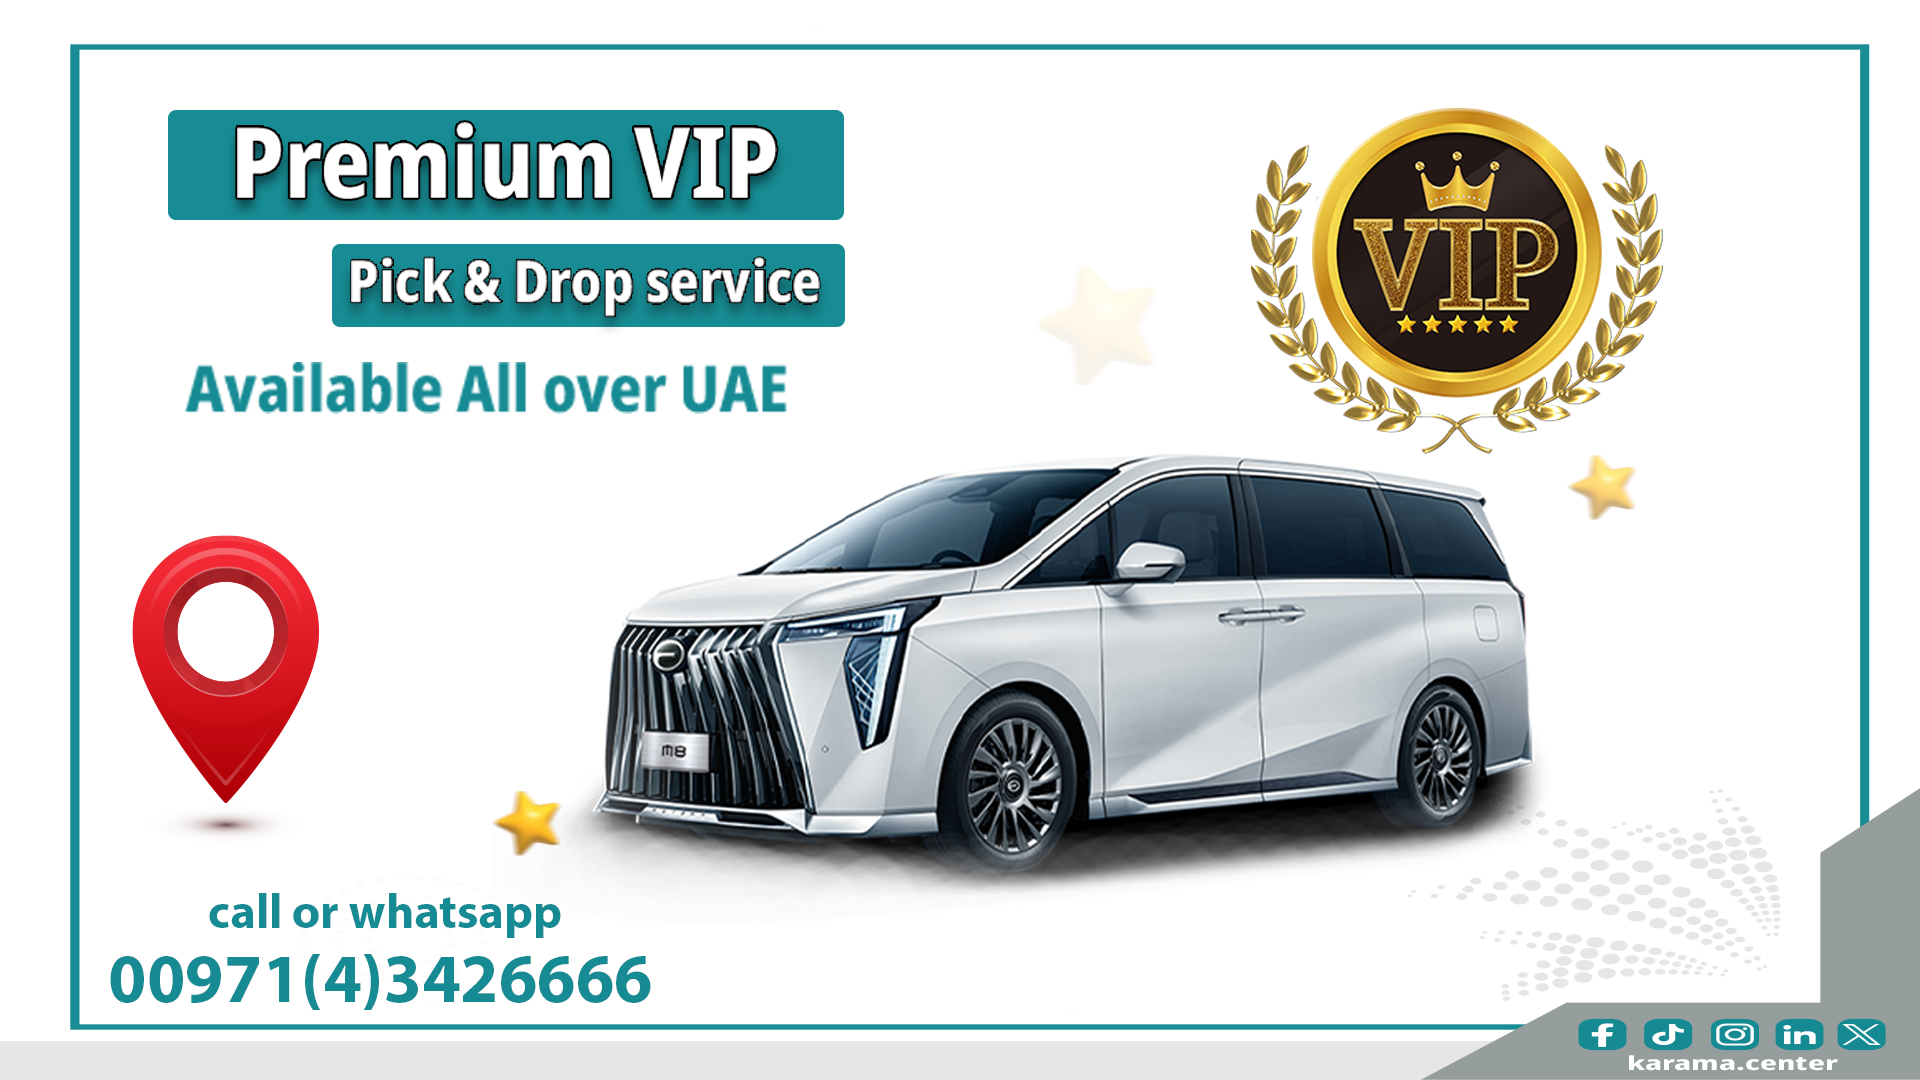 Premium VIP
Pick & Drop service
Available All over UAE
VIP
M8
call or whatsapp
00971(4)3426666
karama.center